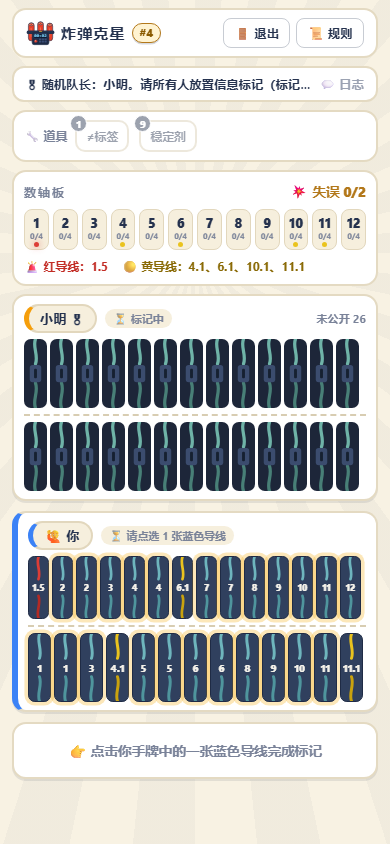 炸弹克星 #4 退出 规则
随机队长：小明。请所有人放置信息标记（标记... 日志
道具 1 ≠标签 9 稳定剂
数轴板 失误 0/2
1 2 3 4 5 6 7 8 9 10 11 12
0/4 0/4 0/4 0/4 0/4 0/4 0/4 0/4 0/4 0/4 0/4 0/4
红导线：1.5 黄导线：4.1、6.1、10.1、11.1
小明 标记中 未公开 26
你 请点选 1 张蓝色导线
1.5 2 2 3 4 4 6.1 7 7 8 9 10 11 12
1 1 3 4.1 5 5 6 6 8 9 10 11 11.1
点击你手牌中的一张蓝色导线完成标记